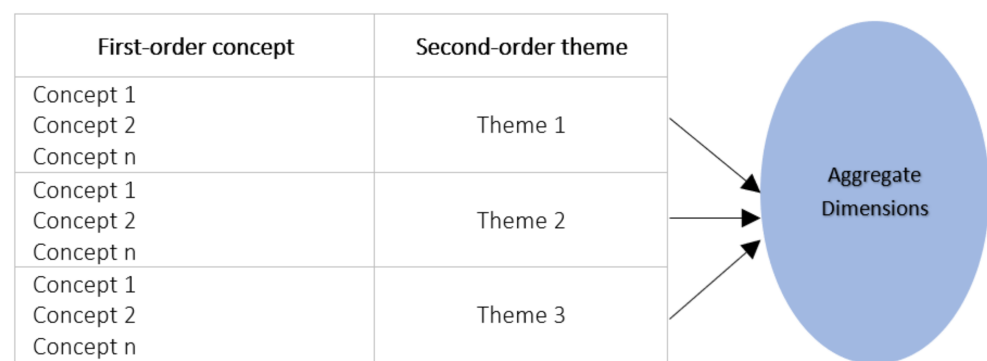 First-order concept
Second-order theme
Concept 1
Concept 2
Concept n
Theme 1
Concept 1
Concept 2
Concept n
Theme 2
Concept 1
Concept 2
Concept n
Theme 3
Aggregate
Dimensions